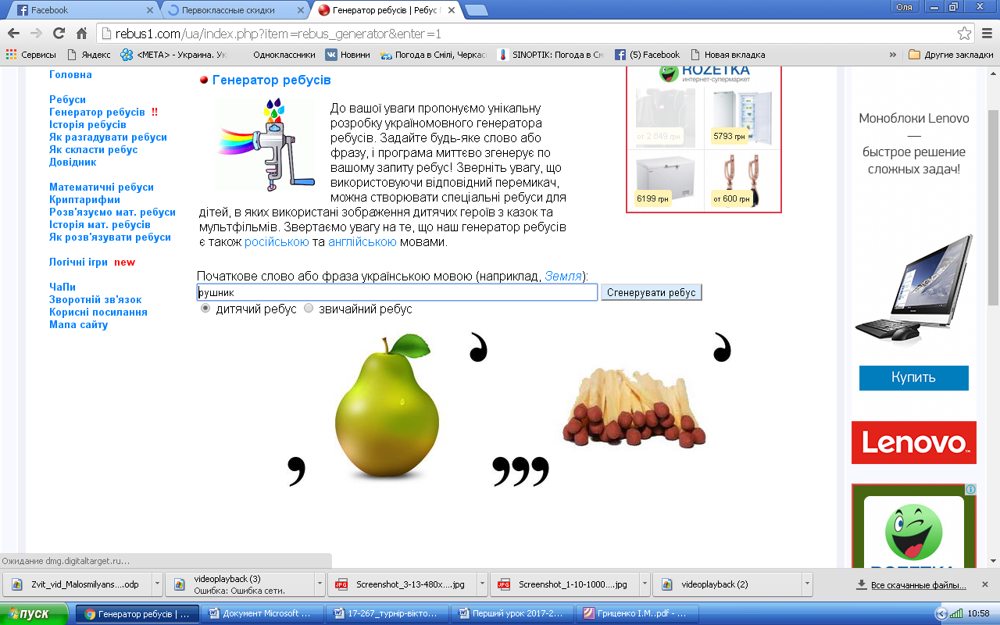 Facebook
Первоклассные скидки
Генератор ребусів | Ребус
Оля
rebus1.com/ua/index.php?item=rebus_generator&enter=1
Сервисы
Яндекс
<META> - Украина. Ук
Одноклассники
Новини
Погода в Смілі, Черкас
SINOPTIK: Погода в См
(5) Facebook
Новая вкладка
»
Другие закладки
Головна
Ребуси
Генератор ребусів !!
Історія ребусів
Як разгадувати ребуси
Як скласти ребус
Довідник
Математичні ребуси
Криптарифми
Розв'язуємо мат. ребуси
Історія мат. ребусів
Як розв'язувати ребуси
Логічні ігри new
ЧаПи
Зворотній зв'язок
Корисні посилання
Мапа сайту
Генератор ребусів
До вашої уваги пропонуємо унікальну
розробку україномовного генератора
ребусів. Задайте будь-яке слово або
фразу, і програма миттєво згенерує по
вашому запиту ребус! Зверніть увагу, що
використовуючи відповідний перемикач,
можна створювати спеціальні ребуси для
дітей, в яких використані зображення дитячих героїв з казок та
мультфільмів. Звертаємо увагу на те, що наш генератор ребусів
є також російською та англійською мовами.
Початкове слово або фраза українською мовою (наприклад, Земля):
рушник
Сгенерувати ребус
дитячий ребус звичайний ребус
,
,
,,,
,
ROZETKA
интернет-супермаркет
от 2 849 грн
5793 грн
6199 грн
от 600 грн
Моноблоки Lenovo
—
быстрое решение
сложных задач!
Купить
Lenovo™
ROZETKA
Ожидание dmg.digitaltarget.ru...
Zvit_vid_Malosmilyans....odp
videoplayback (3)
Ошибка: Ошибка сети.
Screenshot_3-13-480x....jpg
Screenshot_1-10-1000....jpg
videoplayback (2)
Все скачанные файлы...
пуск
Генератор ребусів | ...
Документ Microsoft ...
17-267_турнір-вікто...
Перший урок 2017-2...
Гриценко І.М..pdf - ...
10:58